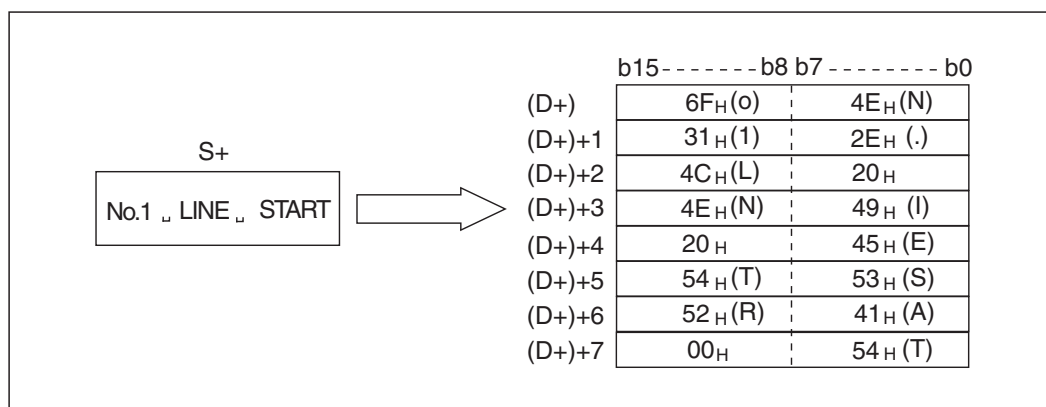 b15-------b8 b7 --------b0
(D+) 6FH(o) 4EH(N)
(D+)+1 31H(1) 2EH (.)
S+
(D+)+2 4CH(L) 20H
No.1 ␣ LINE ␣ START
(D+)+3 4EH(N) 49H (I)
(D+)+4 20H 45H(E)
(D+)+5 54H(T) 53H(S)
(D+)+6 52H(R) 41H(A)
(D+)+7 00H 54H(T)